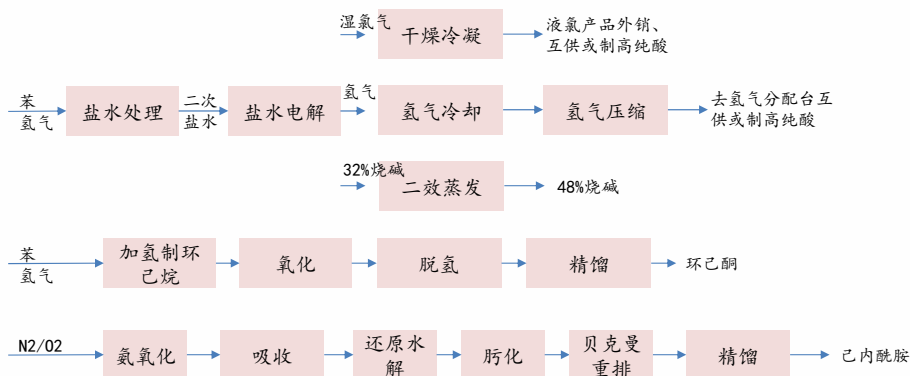 湿氯气
干燥冷凝
液氯产品外销、
互供或制高纯酸
苯
氢气
盐水处理
二次
盐水
盐水电解
氢气
氢气冷却
氢气压缩
去氢气分配台互
供或制高纯酸
32%烧碱
二效蒸发
48%烧碱
苯
氢气
加氢制环
己烷
氧化
脱氢
精馏
环己酮
N2/O2
氨氧化
吸收
还原水
解
肟化
贝克曼
重排
精馏
己内酰胺